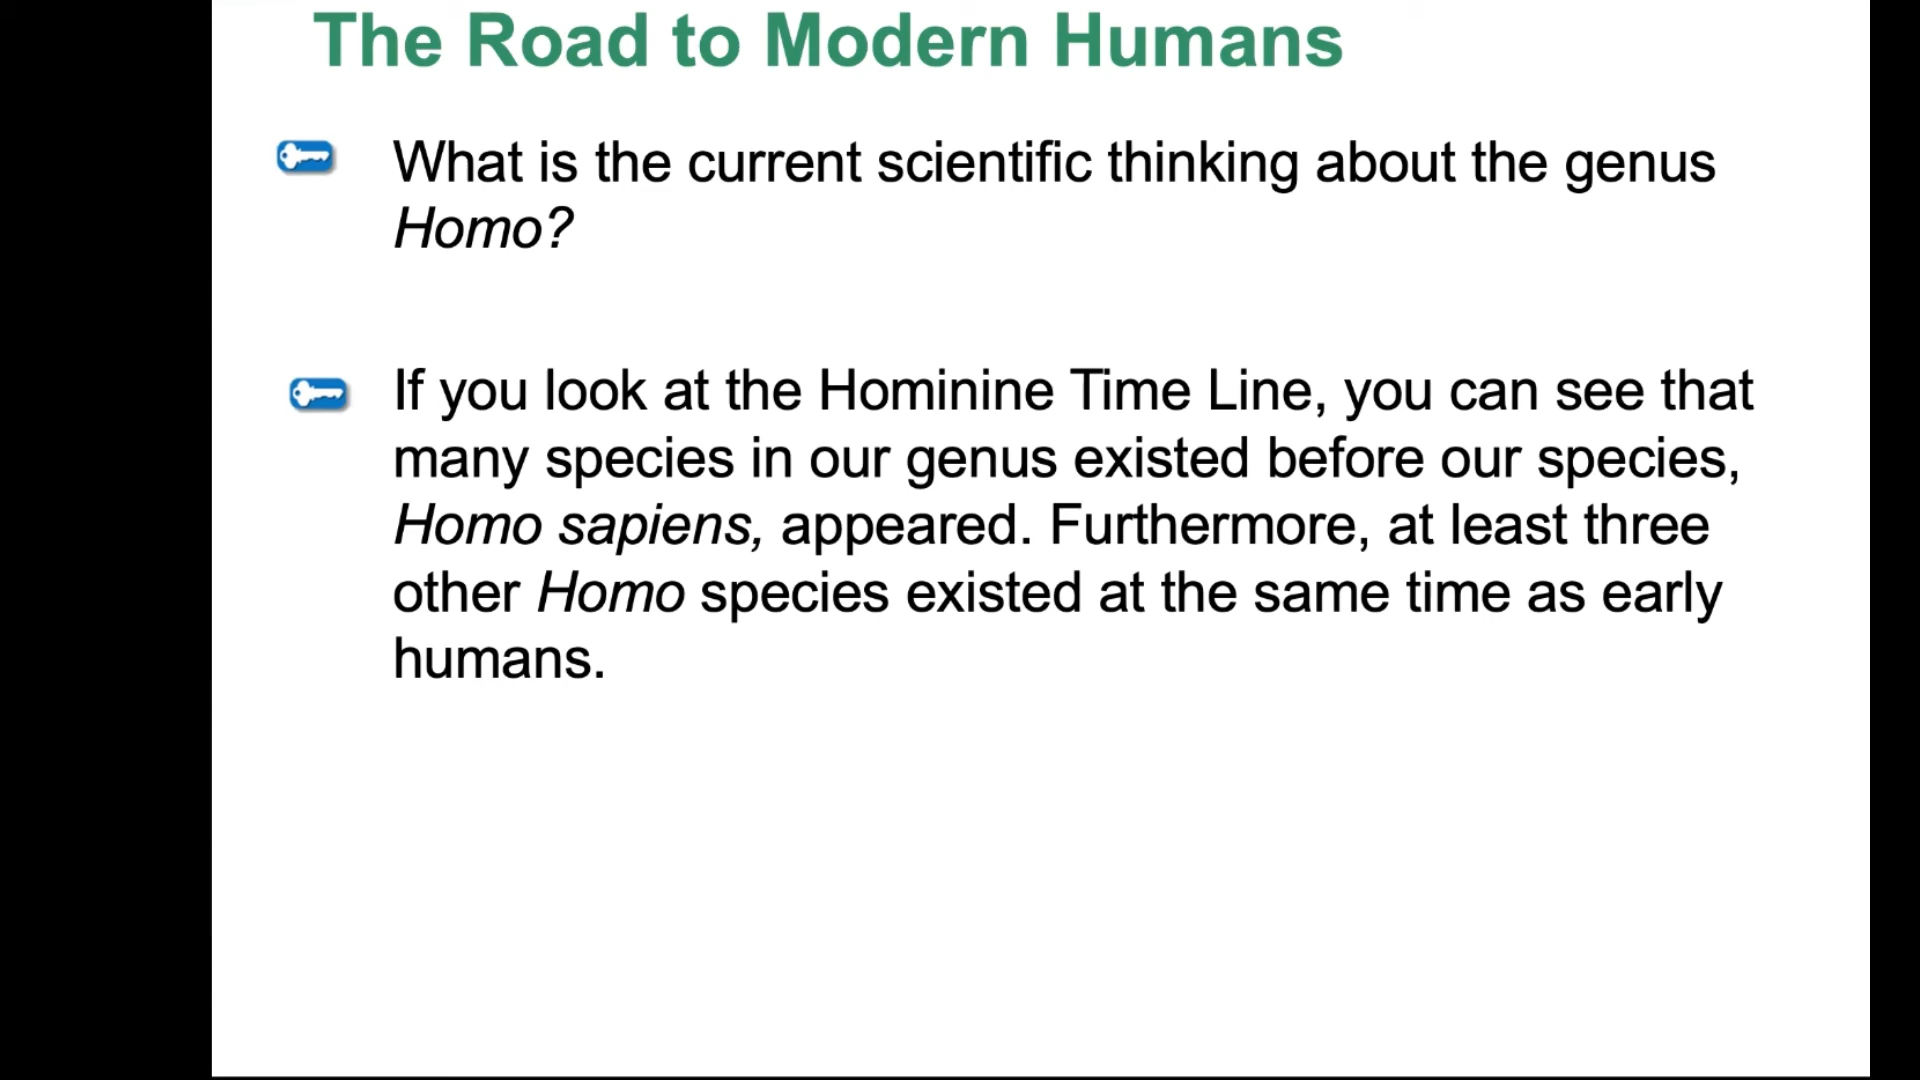 The Road to Modern Humans
What is the current scientific thinking about the genus
Homo?
If you look at the Hominine Time Line, you can see that
many species in our genus existed before our species,
Homo sapiens, appeared. Furthermore, at least three
other Homo species existed at the same time as early
humans.